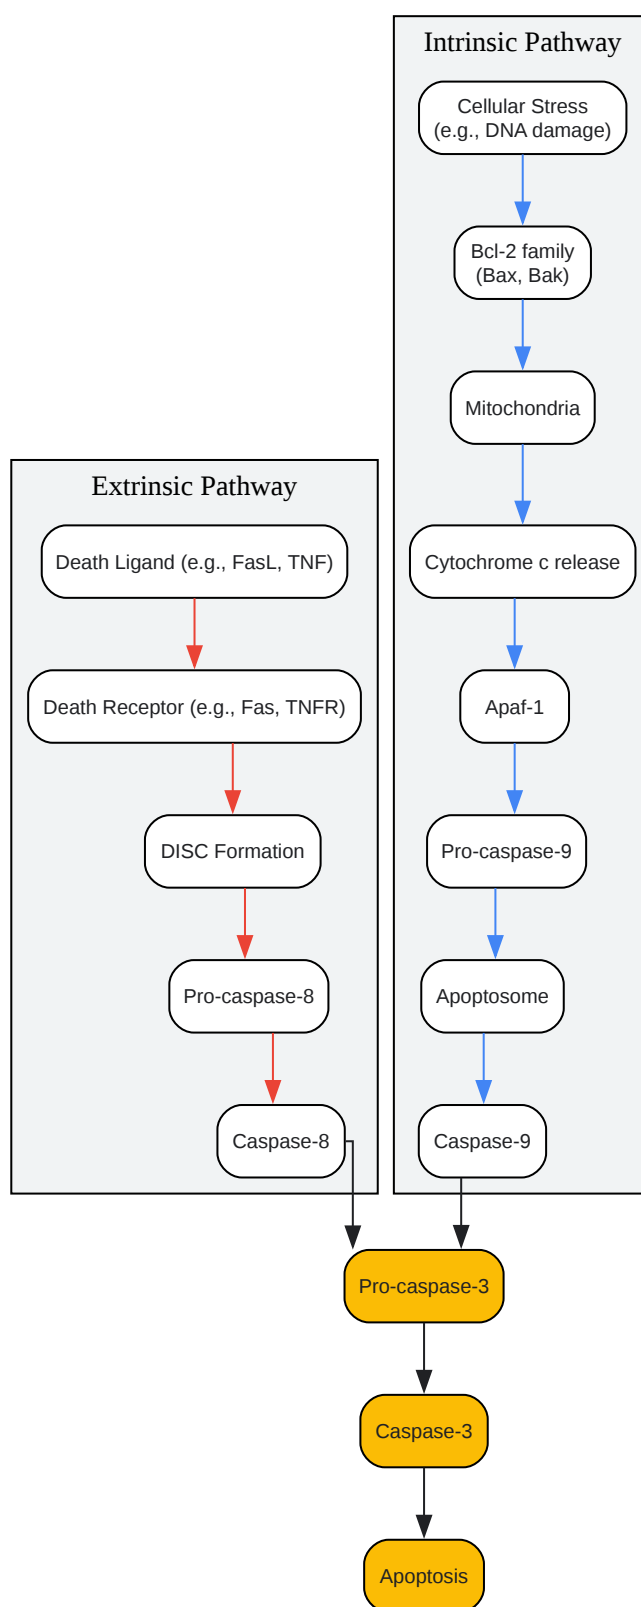 Intrinsic Pathway
Cellular Stress
(e.g., DNA damage)
Bcl-2 family
(Bax, Bak)
Mitochondria
Cytochrome c release
Apaf-1
Pro-caspase-9
Apoptosome
Caspase-9
Extrinsic Pathway
Death Ligand (e.g., FasL, TNF)
Death Receptor (e.g., Fas, TNFR)
DISC Formation
Pro-caspase-8
Caspase-8
Pro-caspase-3
Caspase-3
Apoptosis